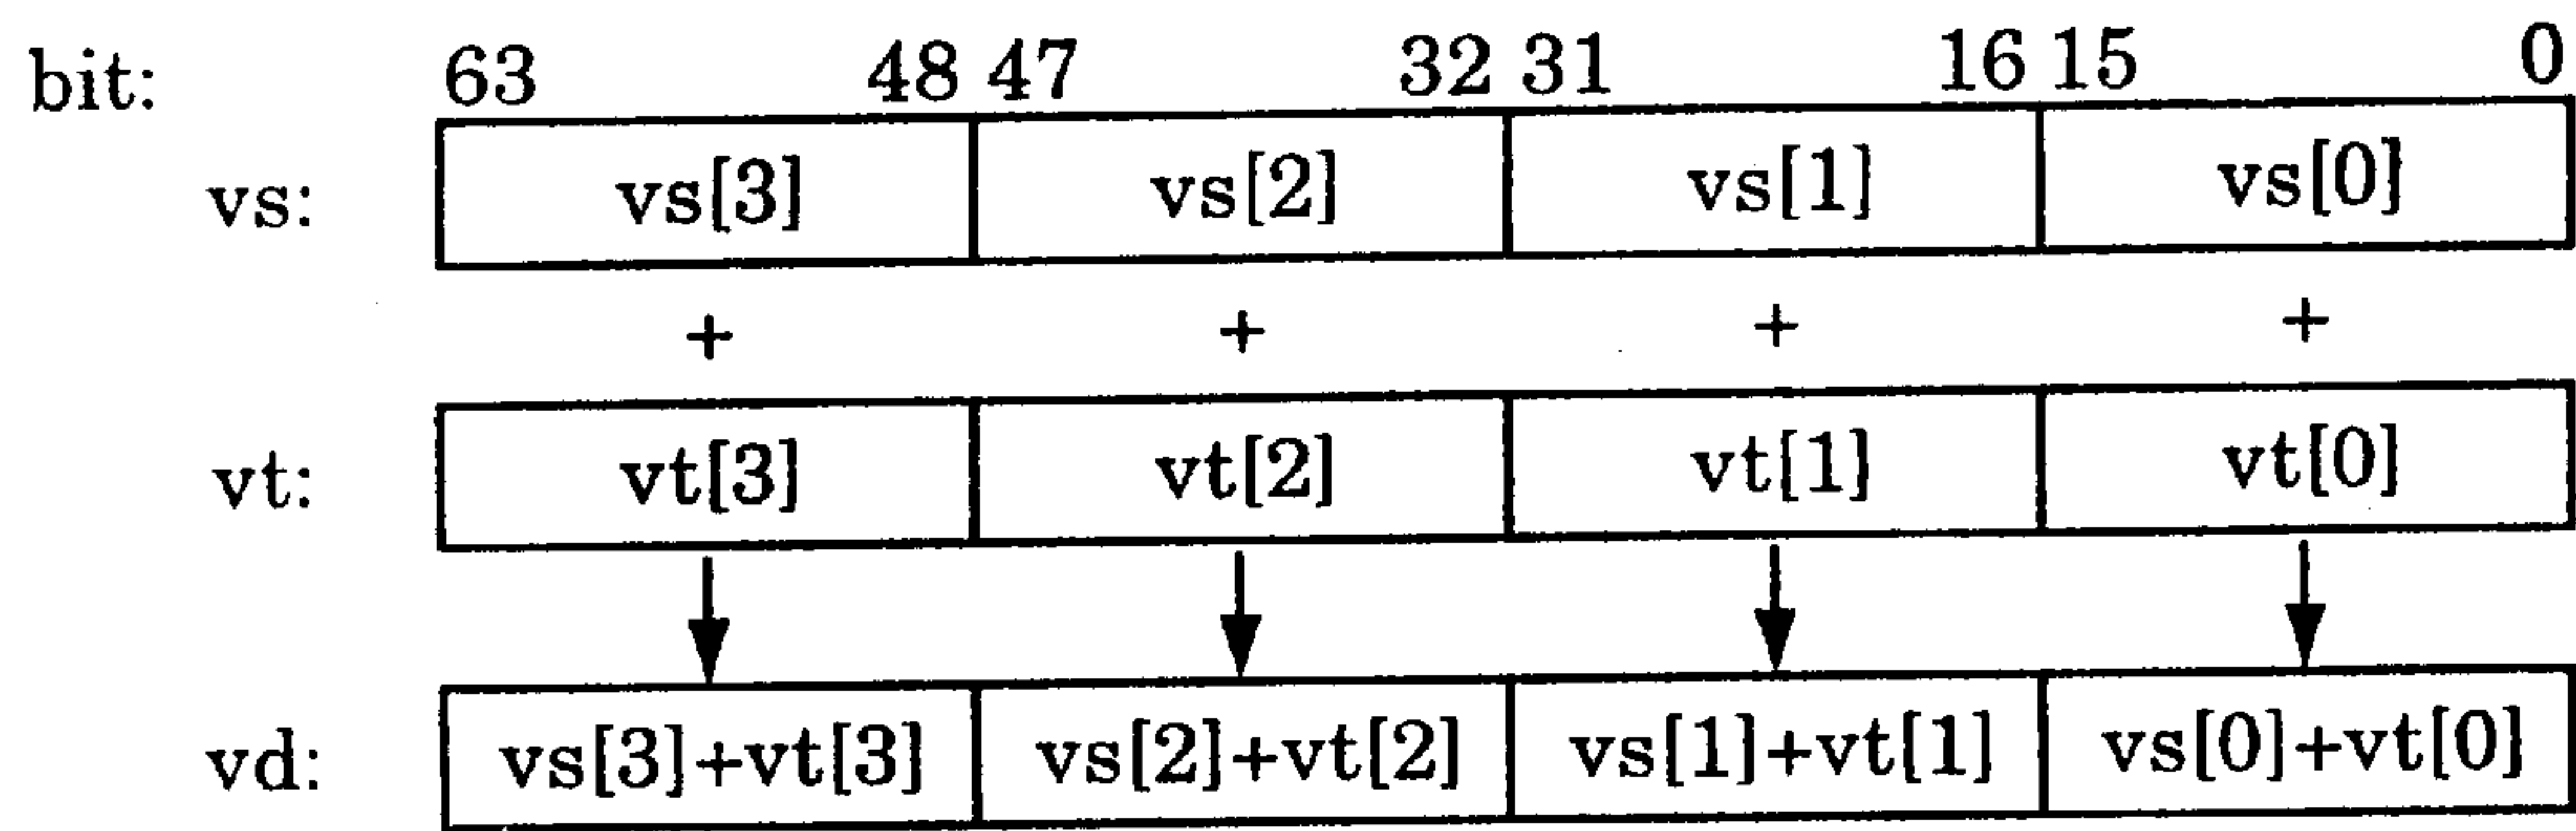 bit: 63 48 47 32 31 16 15 0
vs: vs[3] vs[2] vs[1] vs[0]
+ + + +
vt: vt[3] vt[2] vt[1] vt[0]
vd: vs[3]+vt[3] vs[2]+vt[2] vs[1]+vt[1] vs[0]+vt[0]